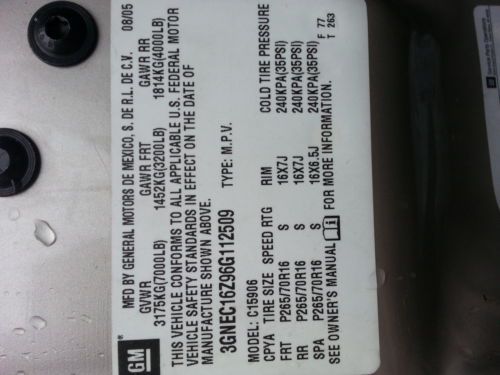 GM
MFD BY GENERAL MOTORS DE MEXICO, S. DE R.L. DE C.V. 08/05
GVWR GAWR FRT GAWR RR
3175KG(7000LB) 1452KG(3200LB) 1814KG(4000LB)
THIS VEHICLE CONFORMS TO ALL APPLICABLE U.S. FEDERAL MOTOR
VEHICLE SAFETY STANDARDS IN EFFECT ON THE DATE OF
MANUFACTURE SHOWN ABOVE.
3GNEC16Z96G112509 TYPE: M.P.V.
MODEL: C15906
CPYA TIRE SIZE SPEED RTG RIM COLD TIRE PRESSURE
FRT P265/70R16 S 16X7J 240KPA(35PSI)
RR P265/70R16 S 16X7J 240KPA(35PSI)
SPA P265/70R16 S 16X6.5J 240KPA(35PSI)
SEE OWNER'S MANUAL FOR MORE INFORMATION.
F 77
T 263
GM